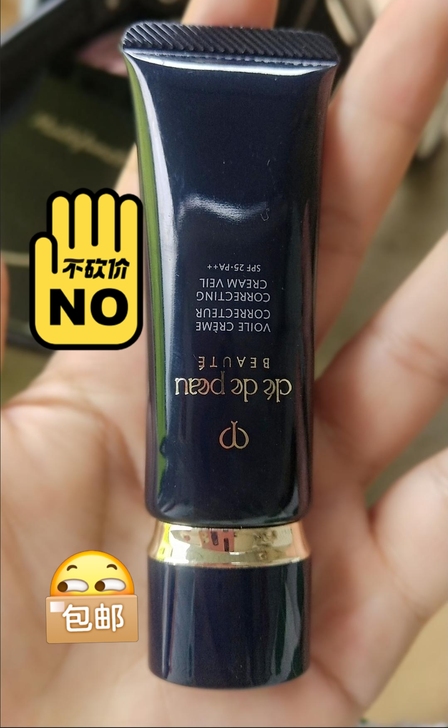 不砍价
NO
包邮
cp
clé de peau
BEAUTÉ
VOILE CRÈME
CORRECTEUR
CORRECTING
CREAM VEIL
SPF 25·PA++